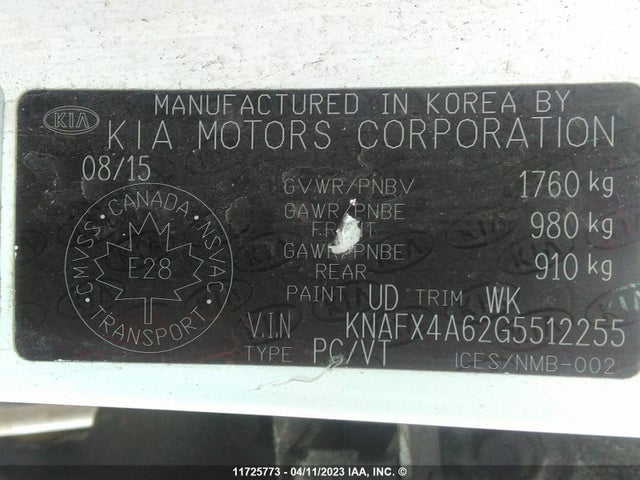 KIA
MANUFACTURED IN KOREA BY
KIA MOTORS CORPORATION
08/15
GVWR/PNBV 1760 kg
GAWR/PNBE FRONT 980 kg
GAWR/PNBE REAR 910 kg
PAINT UD TRIM WK
V.I.N KNAFX4A62G5512255
TYPE PC/VT ICES/NMB-002
CANADA
CMVSS NSVAC
E28
TRANSPORT
11725773 - 04/11/2023 IAA, INC. ©